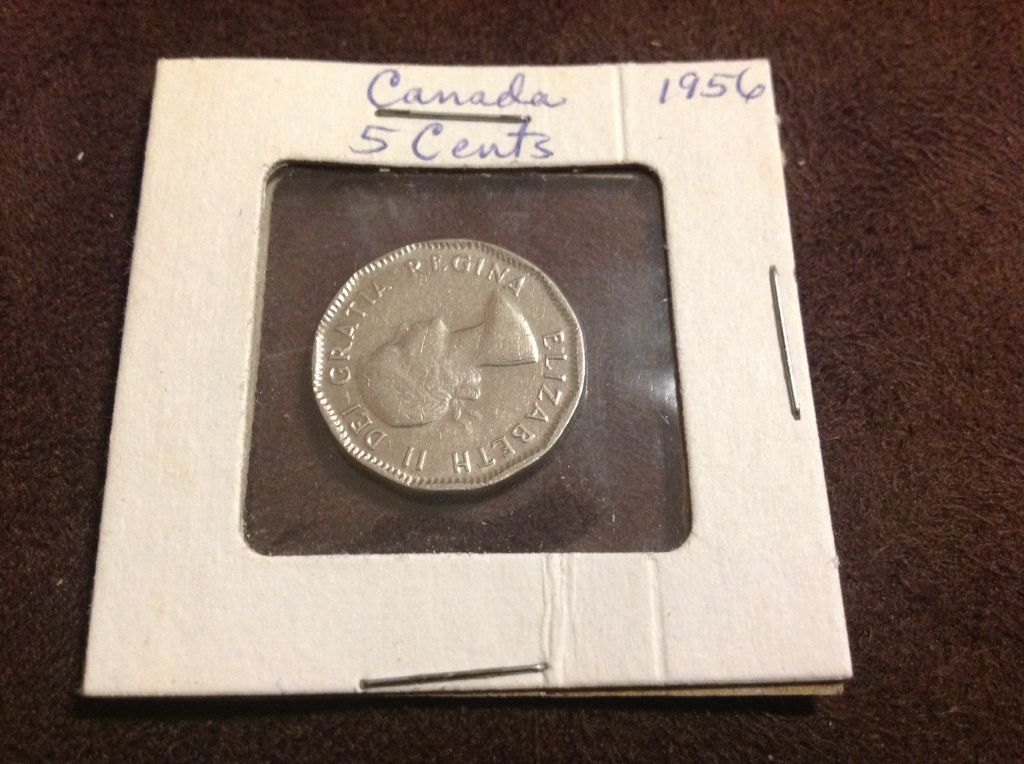 Canada 1956
5 Cents
ELIZABETH II DEI GRATIA REGINA